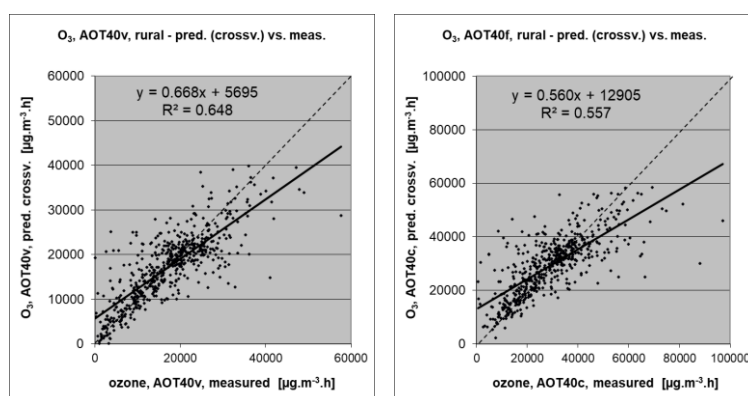 O₃, AOT40v, rural - pred. (crossv.) vs. meas.
y = 0.668x + 5695
R² = 0.648
O₃, AOT40v, pred. crossv. [µg.m⁻³.h]
60000
50000
40000
30000
20000
10000
0
0 20000 40000 60000
ozone, AOT40v, measured [µg.m⁻³.h]
O₃, AOT40f, rural - pred. (crossv.) vs. meas.
y = 0.560x + 12905
R² = 0.557
O₃, AOT40c, pred. crossv. [µg.m⁻³.h]
100000
80000
60000
40000
20000
0
0 20000 40000 60000 80000 100000
ozone, AOT40c, measured [µg.m⁻³.h]